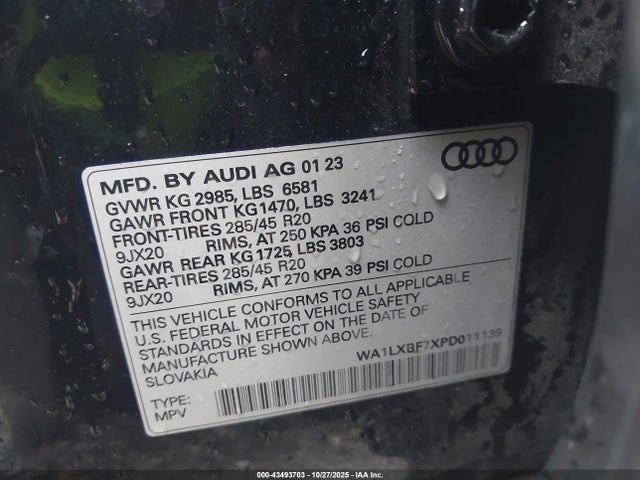 MFD. BY AUDI AG 01 23
GVWR KG 2985, LBS 6581
GAWR FRONT KG1470, LBS 3241
FRONT-TIRES 285/45 R20
9JX20 RIMS, AT 250 KPA 36 PSI COLD
GAWR REAR KG 1725, LBS 3803
REAR-TIRES 285/45 R20
9JX20 RIMS, AT 270 KPA 39 PSI COLD
THIS VEHICLE CONFORMS TO ALL APPLICABLE
U.S. FEDERAL MOTOR VEHICLE SAFETY
STANDARDS IN EFFECT ON THE DATE OF
MANUFACTURE SHOWN ABOVE.
SLOVAKIA
WA1LXBF7XPD011139
TYPE:
MPV
00-43493703 - 10/27/2025 - IAA Inc.